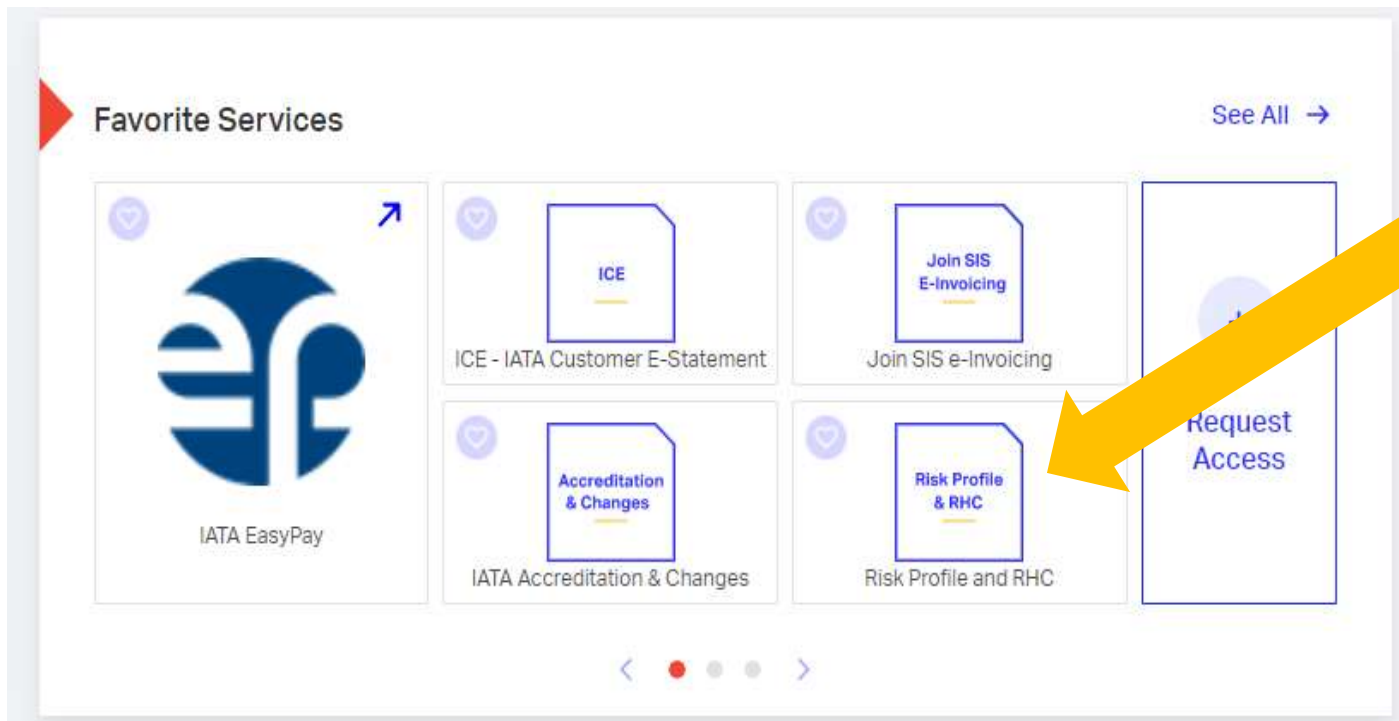 Favorite Services
See All →
ICE
Join SIS
E-Invoicing
ICE - IATA Customer E-Statement
Join SIS e-Invoicing
Accreditation
& Changes
Risk Profile
& RHC
Request
Access
IATA EasyPay
IATA Accreditation & Changes
Risk Profile and RHC